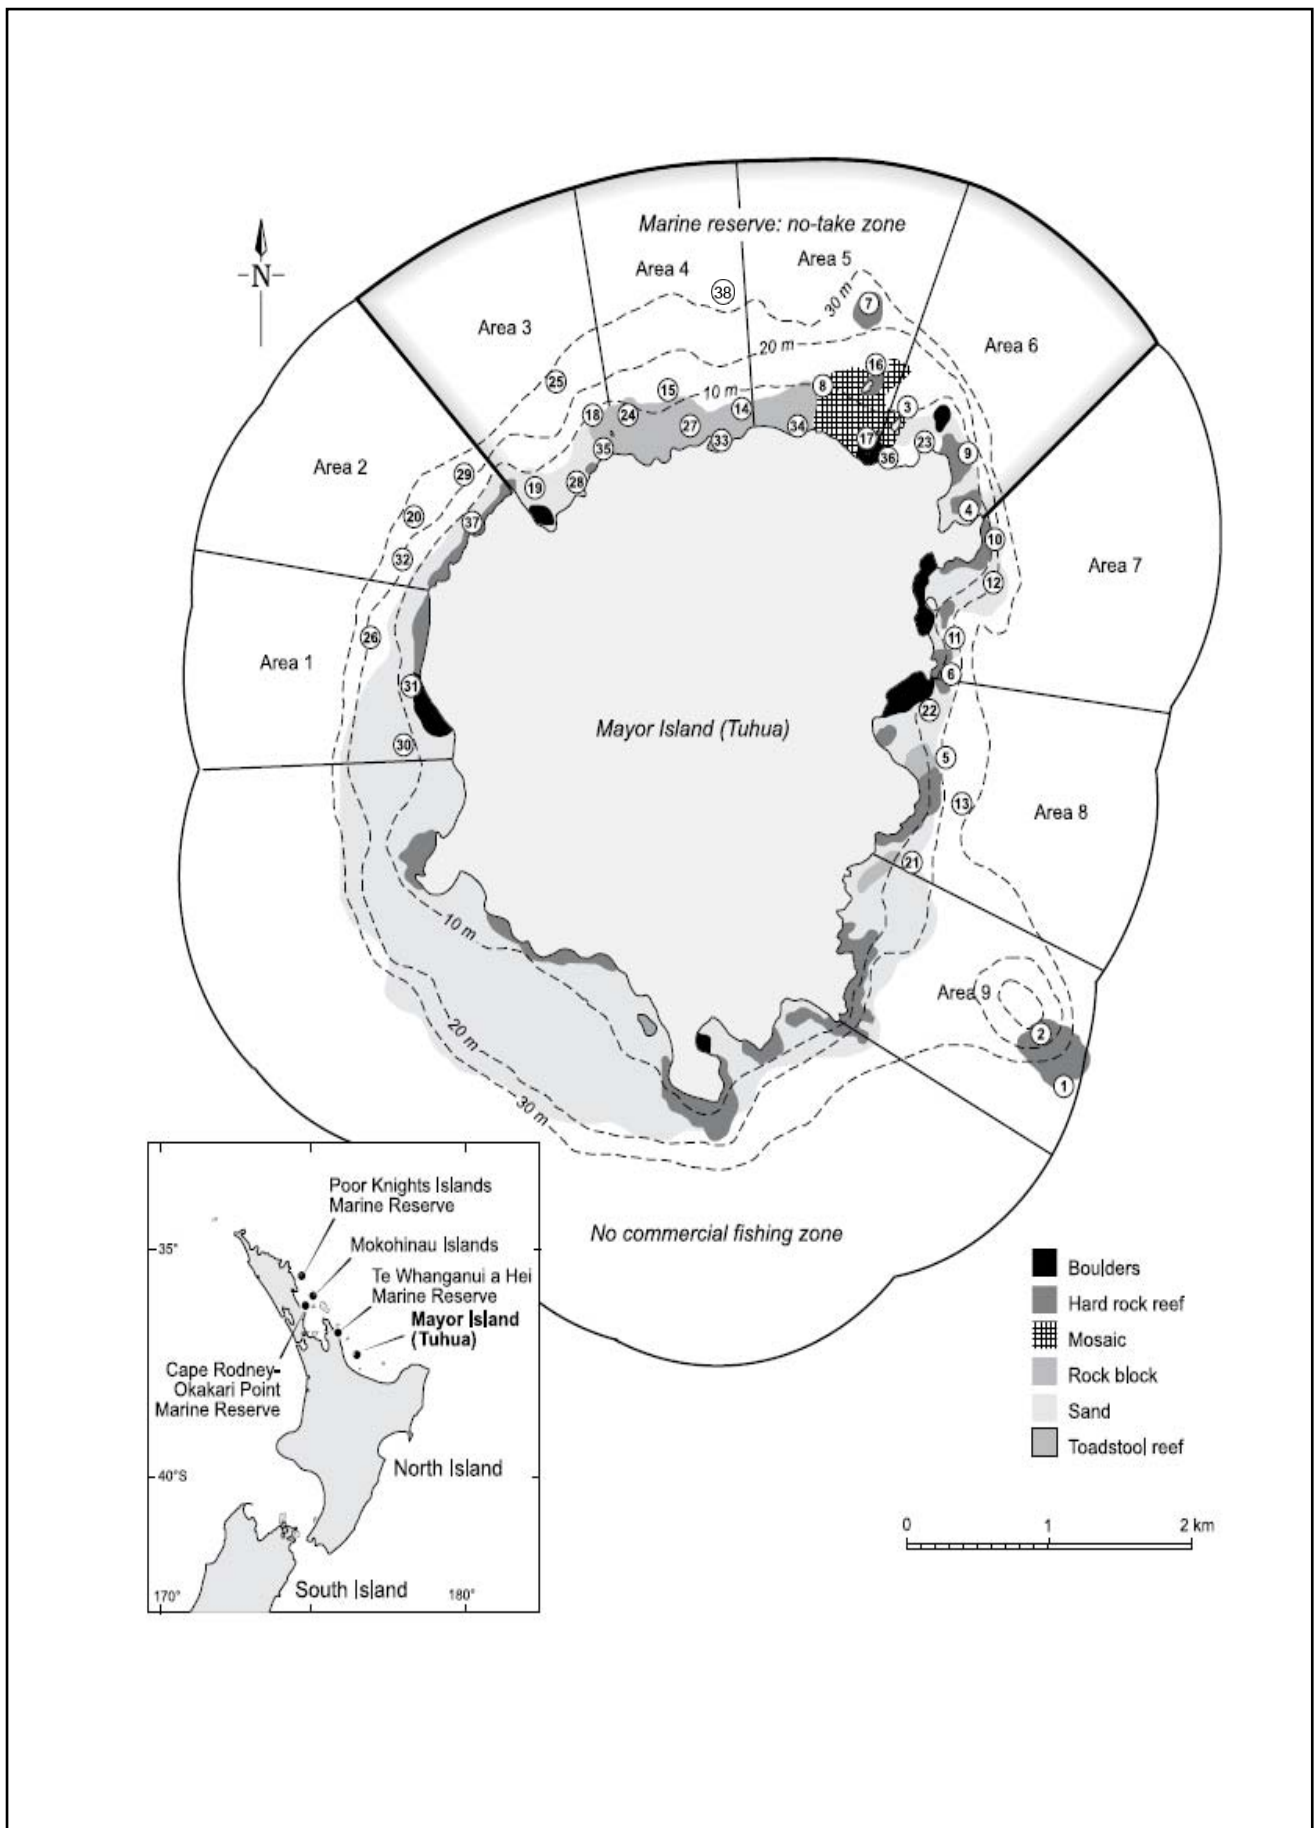 Marine reserve: no-take zone
Area 5
Area 4
38
30 m
7
-N-
Area 3
Area 6
20 m
16
25
15
10 m
8
3
18
24
14
27
34
17
23
33
35
36
9
Area 2
29
28
19
4
20
37
10
32
Area 7
12
26
11
Area 1
6
31
22
Mayor Island (Tuhua)
30
5
13
Area 8
21
10 m
Area 9
20 m
2
1
30 m
No commercial fishing zone
Poor Knights Islands
Marine Reserve
35°
Mokohinau Islands
Te Whanganui a Hei
Marine Reserve
Mayor Island
(Tuhua)
Cape Rodney-
Okakari Point
Marine Reserve
North Island
40°S
South Island
170°
180°
Boulders
Hard rock reef
Mosaic
Rock block
Sand
Toadstool reef
0 1 2 km